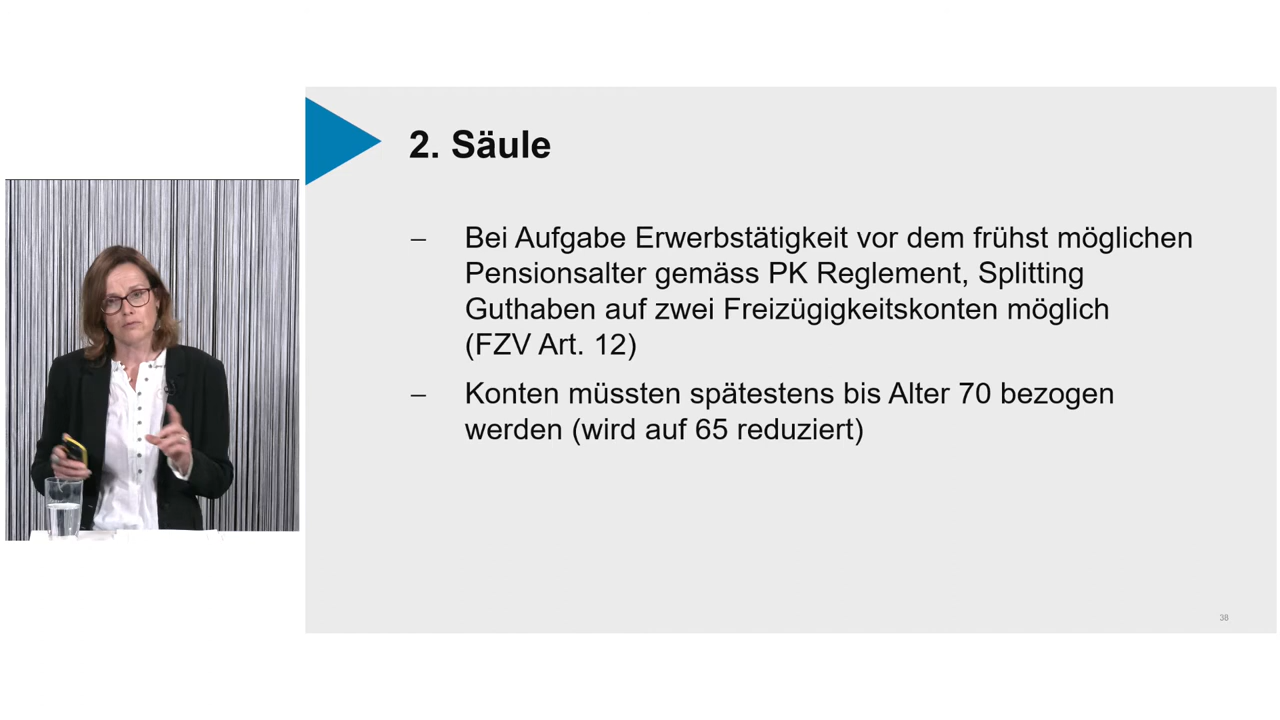 2. Säule
– Bei Aufgabe Erwerbstätigkeit vor dem frühst möglichen
Pensionsalter gemäss PK Reglement, Splitting
Guthaben auf zwei Freizügigkeitskonten möglich
(FZV Art. 12)
– Konten müssten spätestens bis Alter 70 bezogen
werden (wird auf 65 reduziert)
38